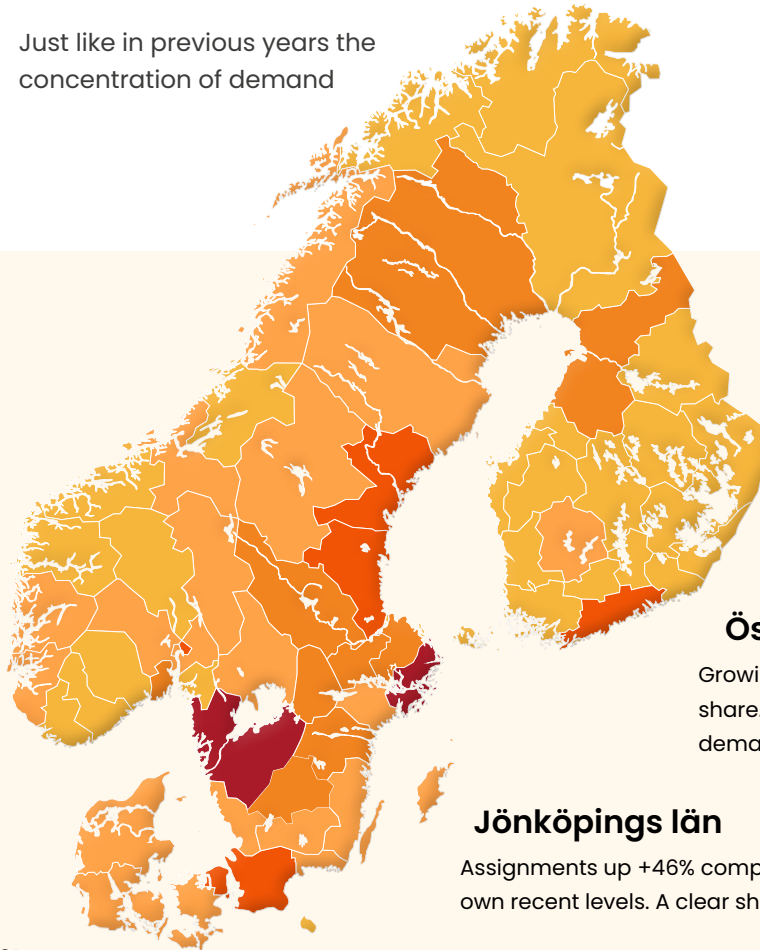 Just like in previous years the
concentration of demand
Ös
Growi
share.
dema
Jönköpings län
Assignments up +46% comp
own recent levels. A clear sh